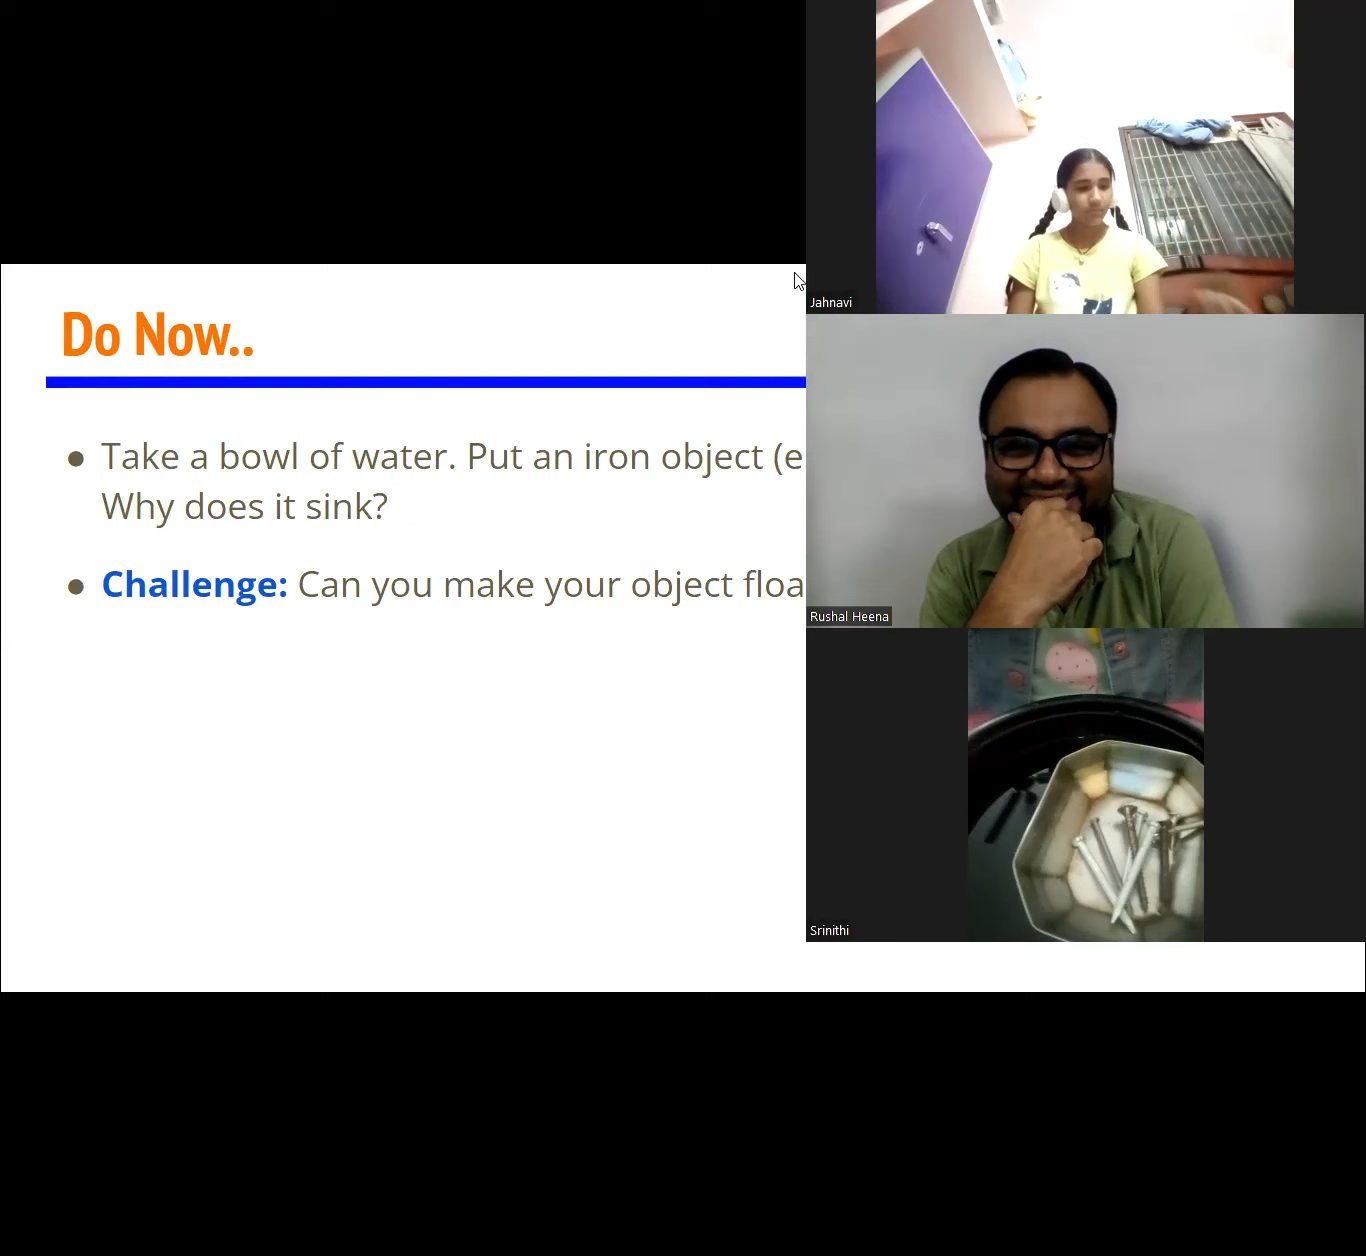 Do Now..
● Take a bowl of water. Put an iron object (e
Why does it sink?
● Challenge: Can you make your object floa
Jahnavi
Rushal Heena
Srinithi